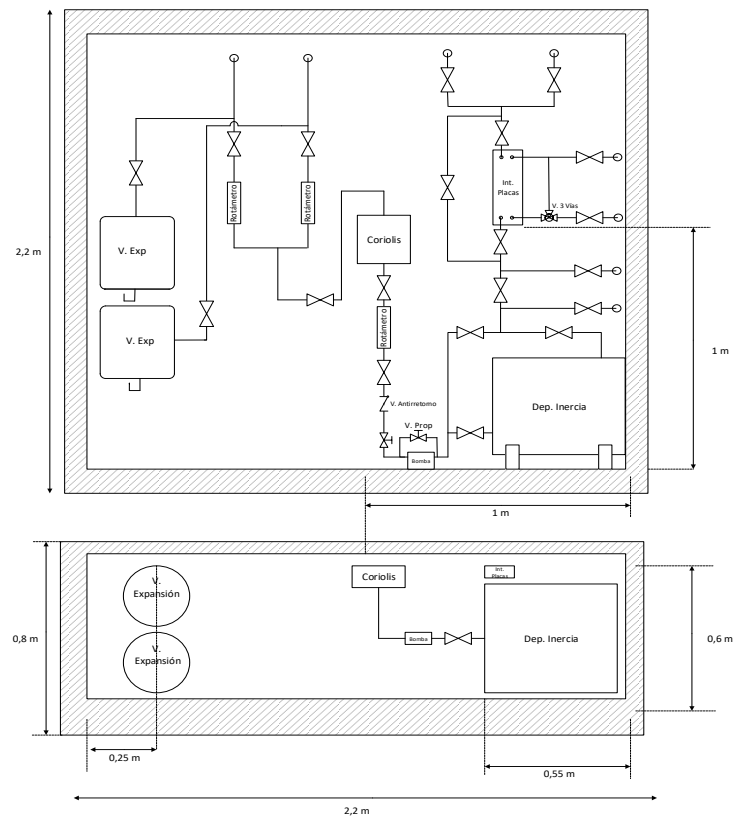 V. 3 Vías
Int.
Placas
Rotámetro
Rotámetro
Coriolis
V. Exp
2,2 m
Rotámetro
V. Exp
1 m
V. Antirretorno
Dep. Inercia
V. Prop
Bomba
1 m
Coriolis
Int.
Placas
V.
Expansión
0,8 m
Bomba
Dep. Inercia
0,6 m
V.
Expansión
0,25 m
0,55 m
2,2 m